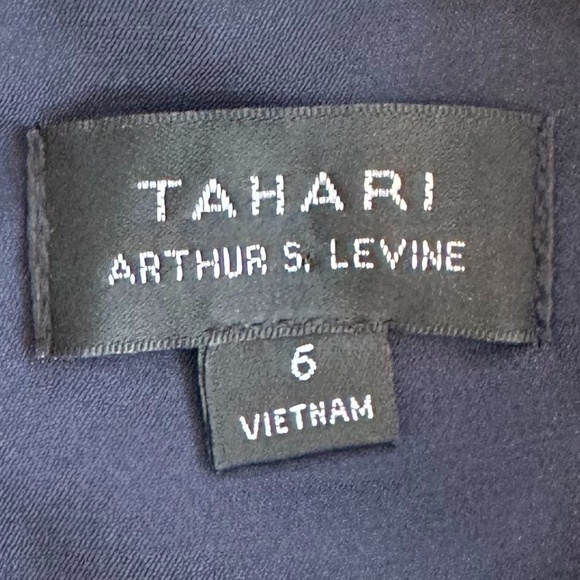 TAHARI
ARTHUR S. LEVINE
6
VIETNAM